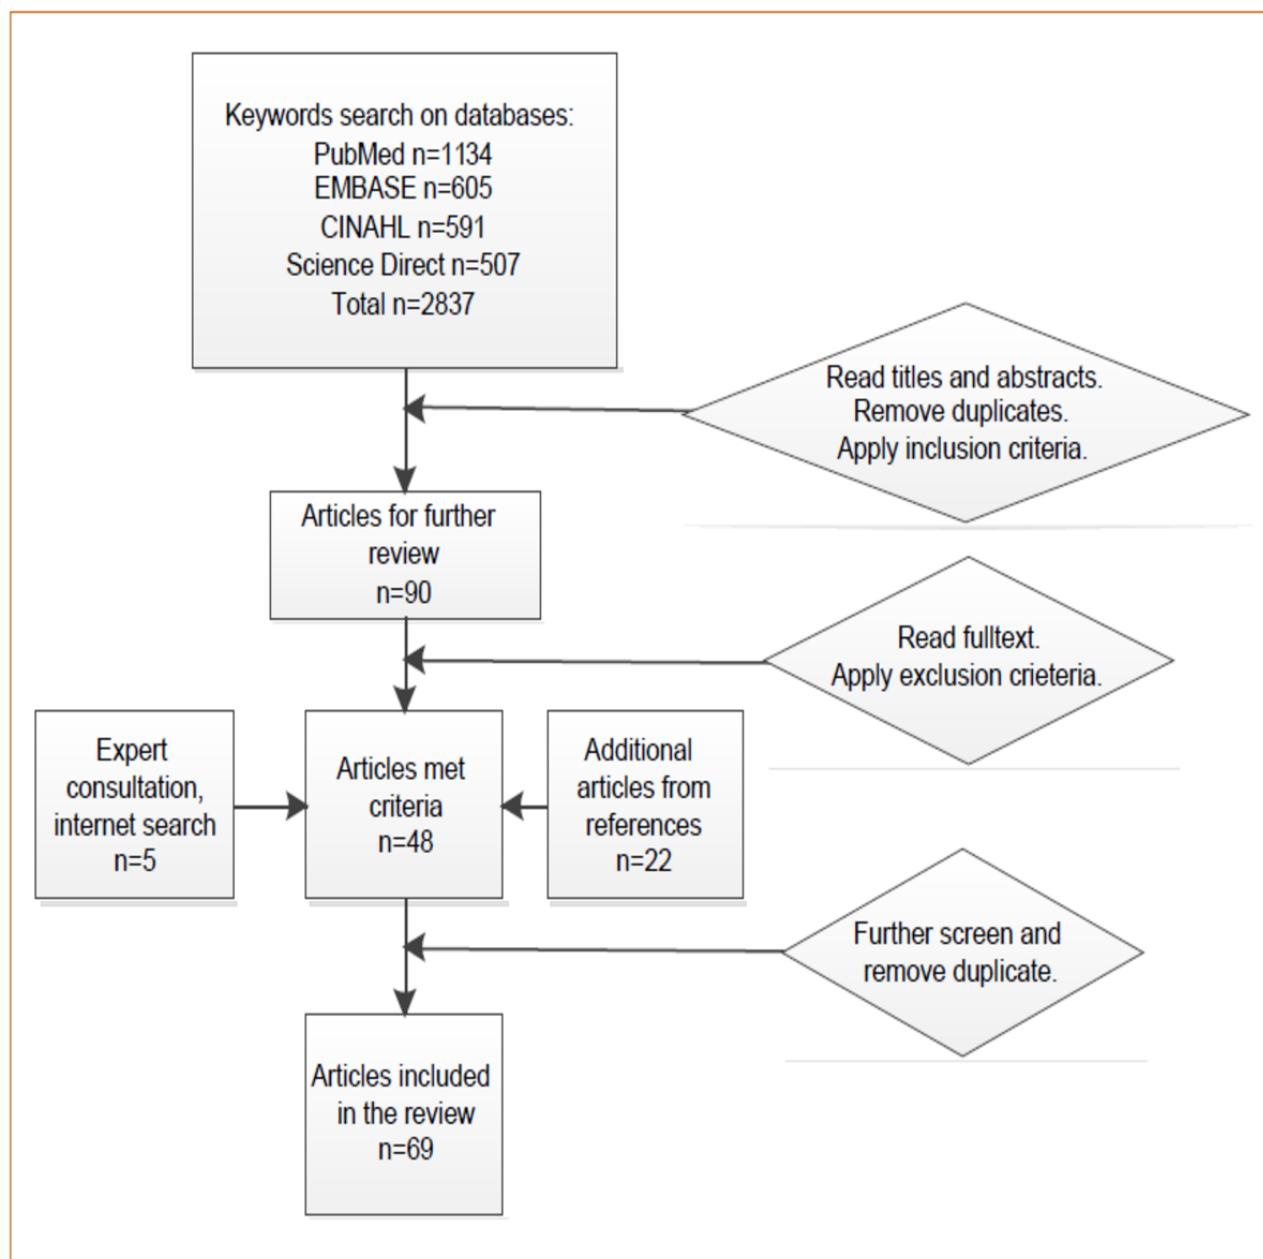 Keywords search on databases:
PubMed n=1134
EMBASE n=605
CINAHL n=591
Science Direct n=507
Total n=2837
Read titles and abstracts.
Remove duplicates.
Apply inclusion criteria.
Articles for further
review
n=90
Read fulltext.
Apply exclusion crieteria.
Expert
consultation,
internet search
n=5
Articles met
criteria
n=48
Additional
articles from
references
n=22
Further screen and
remove duplicate.
Articles included
in the review
n=69